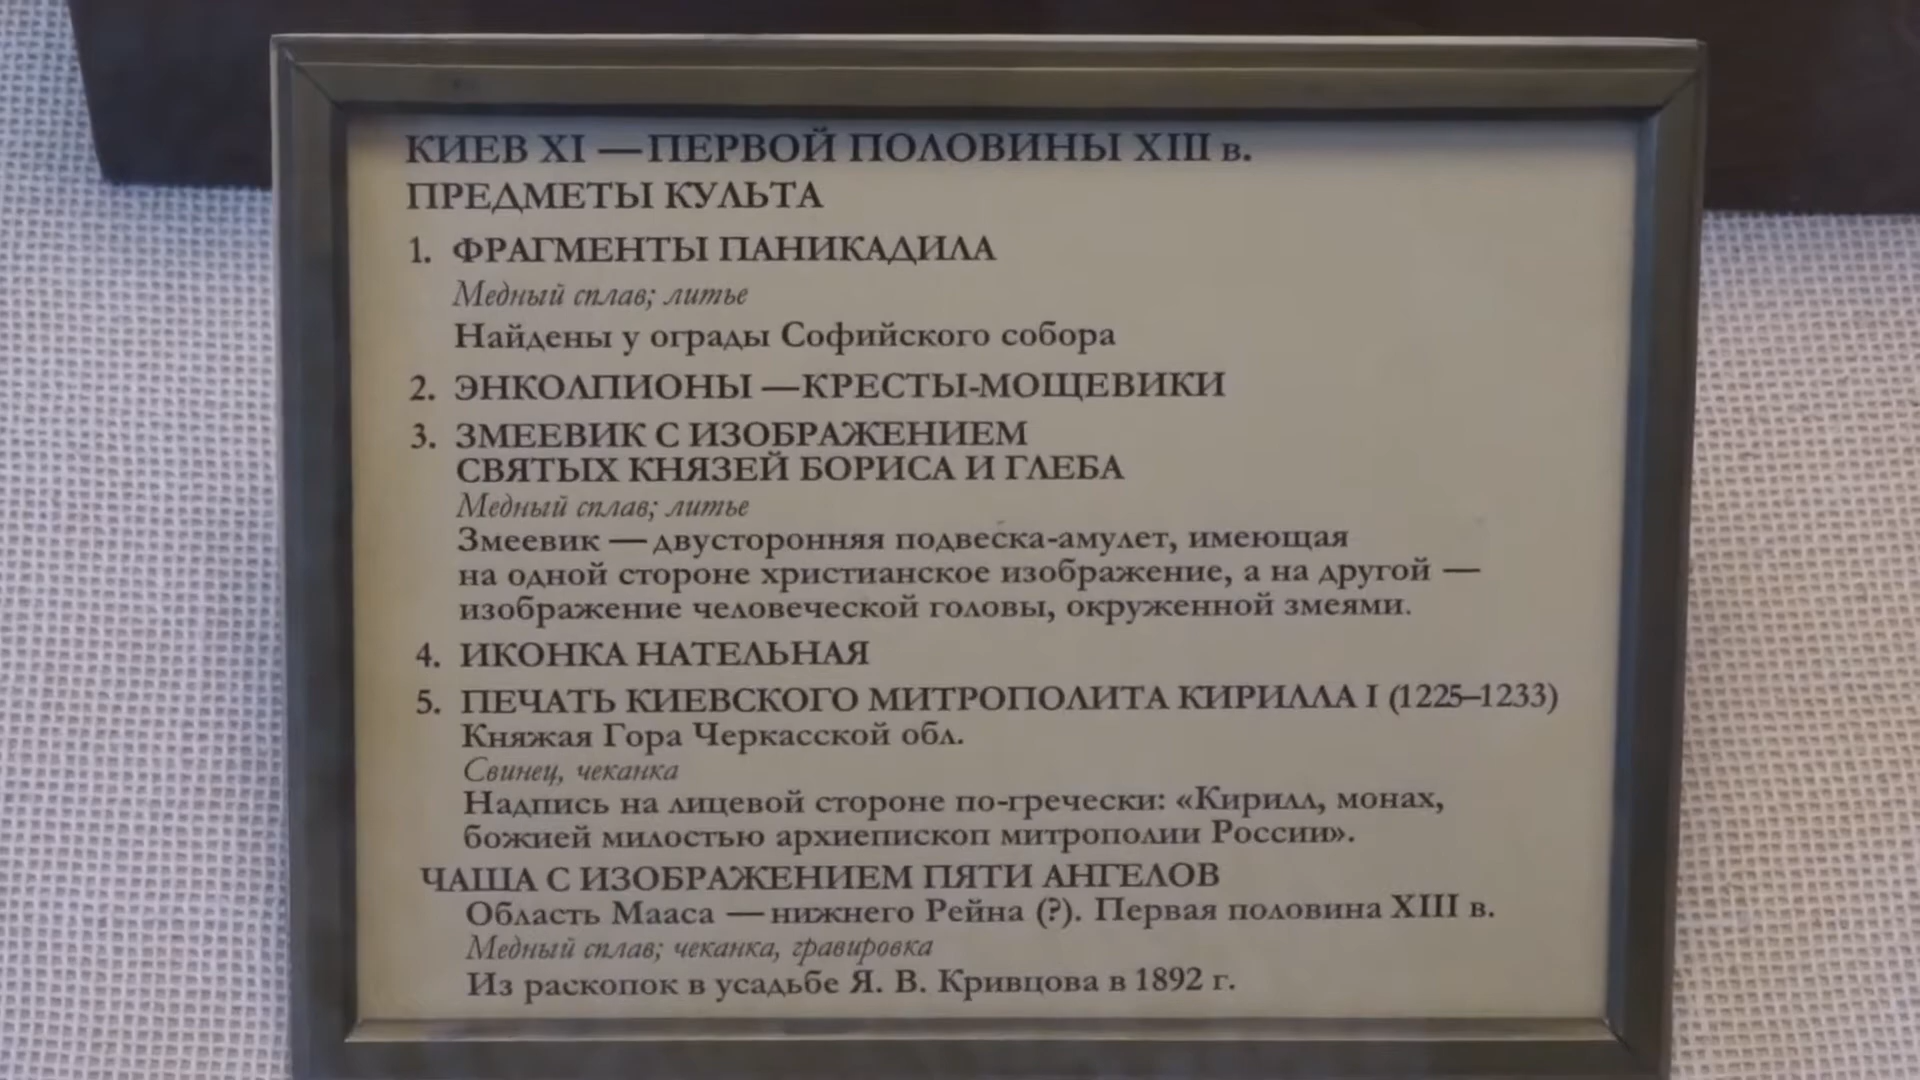 КИЕВ XI — ПЕРВОЙ ПОЛОВИНЫ XIII в.
ПРЕДМЕТЫ КУЛЬТА
1. ФРАГМЕНТЫ ПАНИКАДИЛА
Медный сплав; литье
Найдены у ограды Софийского собора
2. ЭНКОЛПИОНЫ — КРЕСТЫ-МОЩЕВИКИ
3. ЗМЕЕВИК С ИЗОБРАЖЕНИЕМ
СВЯТЫХ КНЯЗЕЙ БОРИСА И ГЛЕБА
Медный сплав; литье
Змеевик — двусторонняя подвеска-амулет, имеющая
на одной стороне христианское изображение, а на другой —
изображение человеческой головы, окруженной змеями.
4. ИКОНКА НАТЕЛЬНАЯ
5. ПЕЧАТЬ КИЕВСКОГО МИТРОПОЛИТА КИРИЛЛА I (1225–1233)
Княжая Гора Черкасской обл.
Свинец, чеканка
Надпись на лицевой стороне по-гречески: «Кирилл, монах,
божией милостью архиепископ митрополии России».
ЧАША С ИЗОБРАЖЕНИЕМ ПЯТИ АНГЕЛОВ
Область Мааса — нижнего Рейна (?). Первая половина XIII в.
Медный сплав; чеканка, гравировка
Из раскопок в усадьбе Я. В. Кривцова в 1892 г.